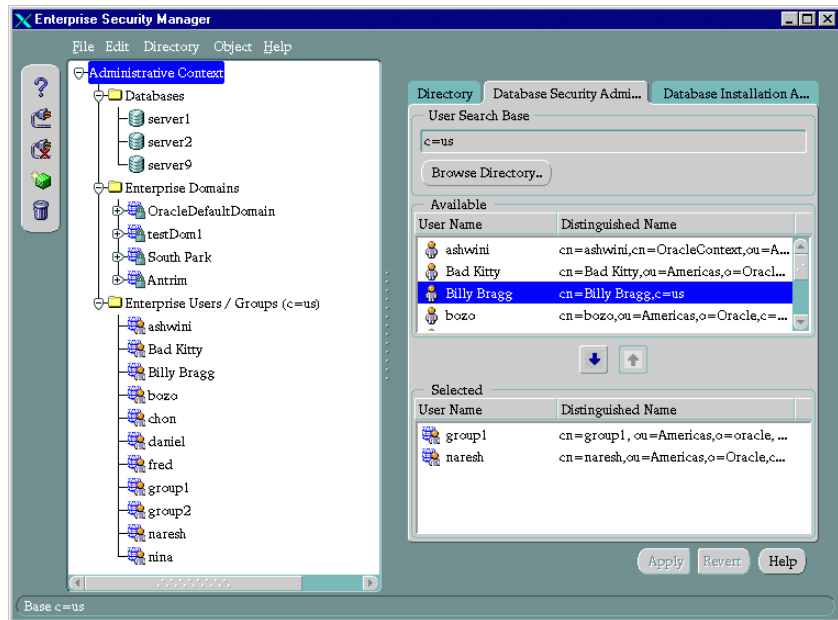 Enterprise Security Manager
File Edit Directory Object Help
Administrative Context
Databases
server1
server2
server9
Enterprise Domains
OracleDefaultDomain
testDom1
South Park
Antrim
Enterprise Users / Groups (c=us)
ashwini
Bad Kitty
Billy Bragg
bozo
chon
daniel
fred
group1
group2
naresh
nina
Directory Database Security Admi... Database Installation A...
User Search Base
c=us
Browse Directory..
Available
User Name Distinguished Name
ashwini cn=ashwini,cn=OracleContext,ou=A...
Bad Kitty cn=Bad Kitty,ou=Americas,o=Oracl...
Billy Bragg cn=Billy Bragg,c=us
bozo cn=bozo,ou=Americas,o=Oracle,c=...
Selected
User Name Distinguished Name
group1 cn=group1, ou=Americas,o=oracle, ...
naresh cn=naresh,ou=Americas,o=Oracle,c...
Apply Revert Help
Base c=us